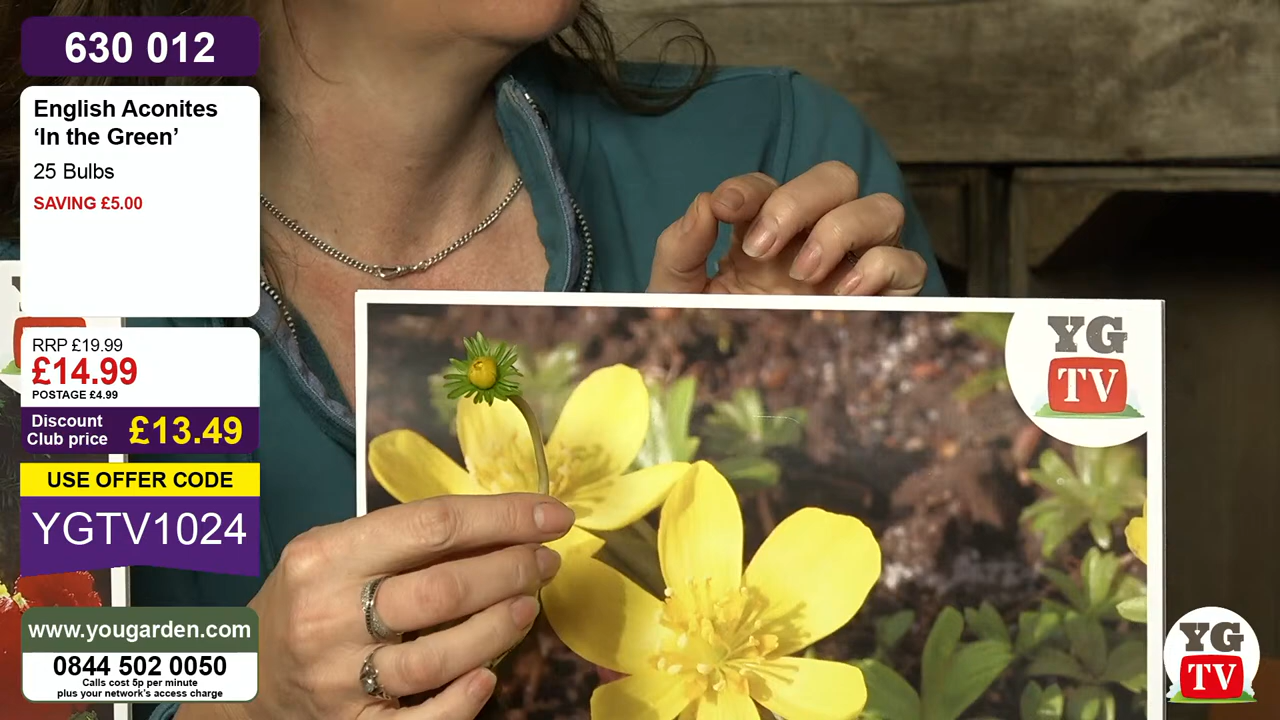 630 012
English Aconites
‘In the Green’
25 Bulbs
SAVING £5.00
RRP £19.99
£14.99
POSTAGE £4.99
Discount
Club price £13.49
USE OFFER CODE
YGTV1024
www.yougarden.com
0844 502 0050
Calls cost 5p per minute
plus your network's access charge
YG
TV
YG
TV